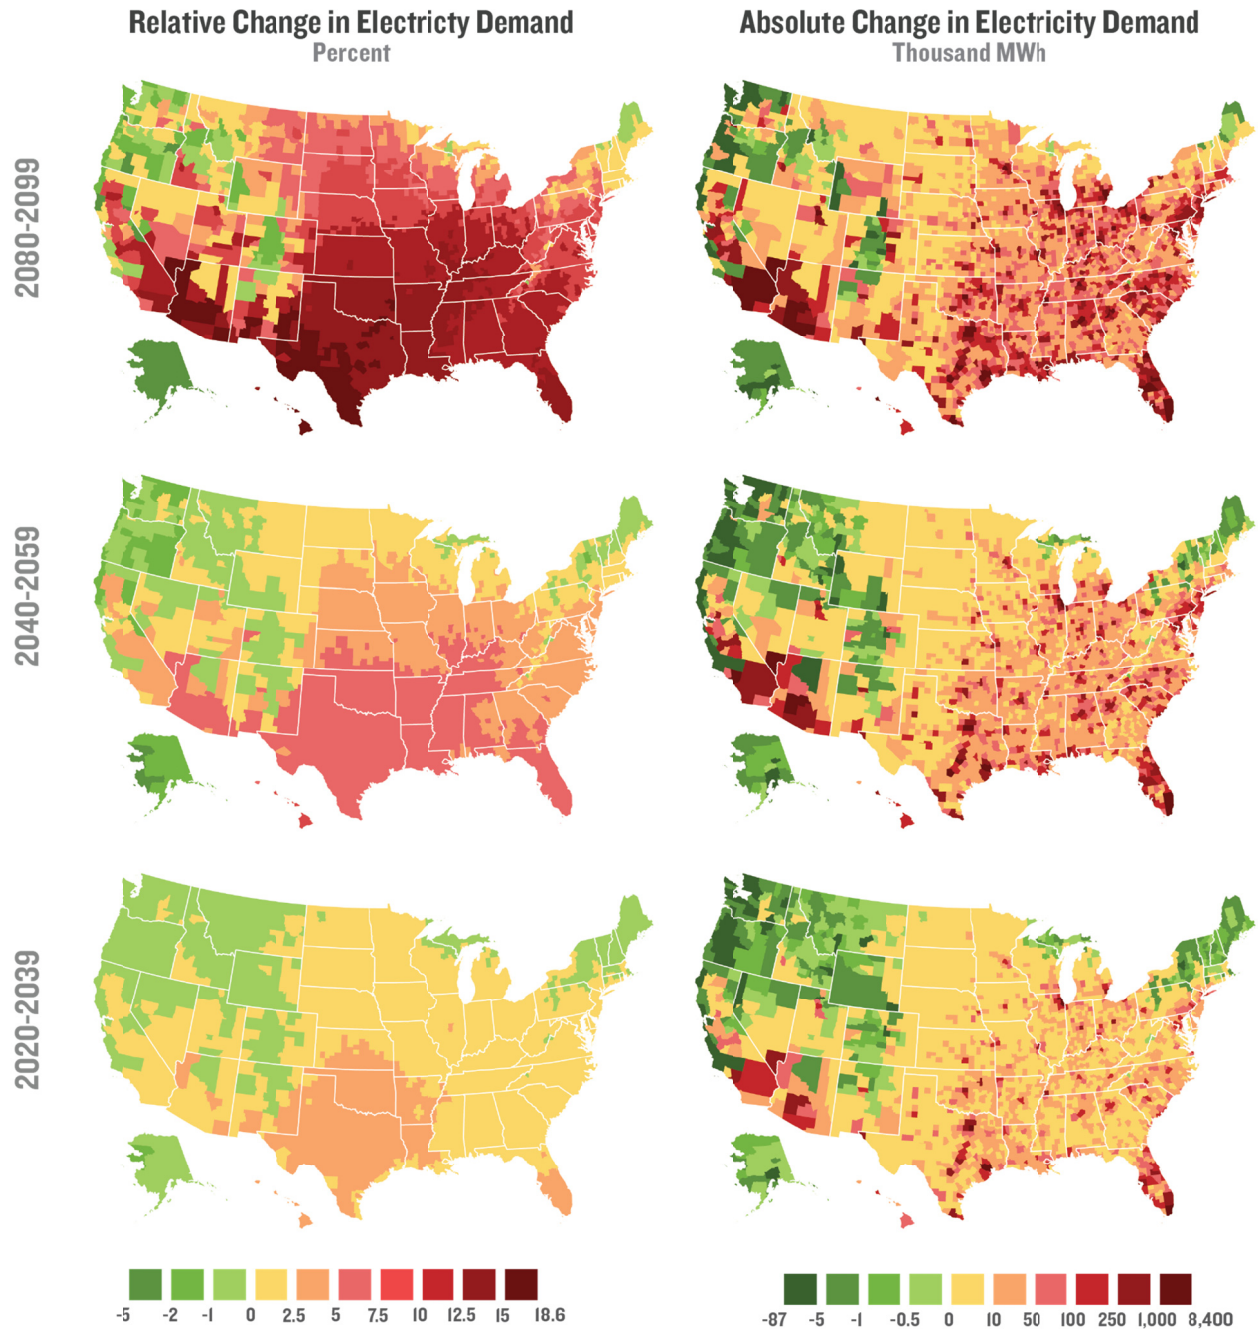 Relative Change in Electricty Demand
Percent
Absolute Change in Electricity Demand
Thousand MWh
2080-2099
2040-2059
2020-2039
-5 -2 -1 0 2.5 5 7.5 10 12.5 15 18.6
-87 -5 -1 -0.5 0 10 50 100 250 1,000 8,400